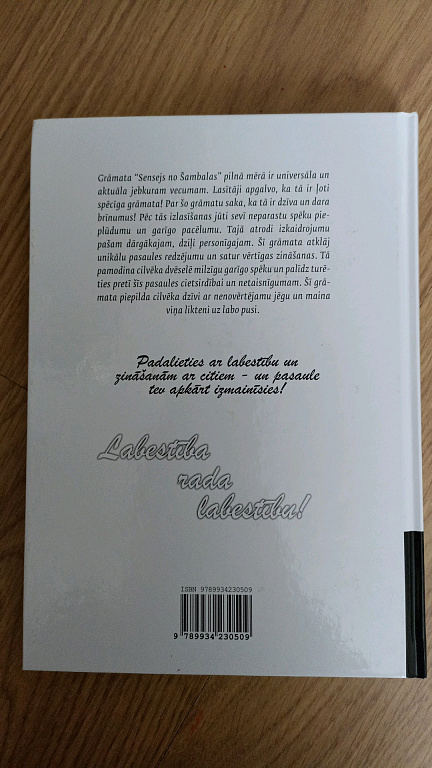 Grāmata "Sensejs no Šambalas" pilnā mērā ir universāla un
aktuāla jebkuram vecumam. Lasītāji apgalvo, ka tā ir ļoti
spēcīga grāmata! Par šo grāmatu saka, ka tā ir dzīva un dara
brīnumus! Pēc tās izlasīšanas jūti sevī neparastu spēku pie-
plūdumu un garīgo pacēlumu. Tajā atrodi izkaidrojumu
pašam dārgākajam, dziļi personīgajam. Šī grāmata atklāj
unikālu pasaules redzējumu un satur vērtīgas zināšanas. Tā
pamodina cilvēka dvēselē milzīgu garīgo spēku un palīdz turē-
ties pretī šīs pasaules cietsirdībai un netaisnīgumam. Šī grā-
mata piepilda cilvēka dzīvi ar nenovērtējamu jēgu un maina
viņa likteni uz labo pusi.
Padalieties ar labestību un
zināšanām ar citiem - un pasaule
tev apkārt izmainīsies!
Labestība
rada
labestību!
ISBN 9789934230509
9 789934 230509